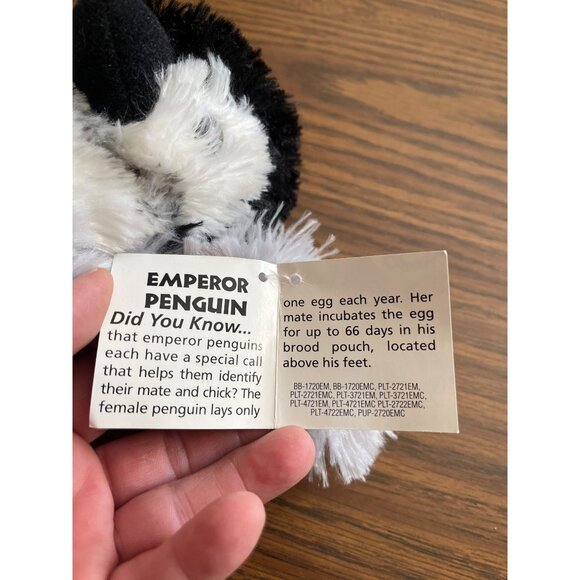 EMPEROR
PENGUIN
Did You Know...
that emperor penguins
each have a special call
that helps them identify
their mate and chick? The
female penguin lays only
one egg each year. Her
mate incubates the egg
for up to 66 days in his
brood pouch, located
above his feet.
BB-1720EM, BB-1720EMC, PLT-2721EM,
PLT-2721EMC, PLT-3721EM, PLT-3721EMC,
PLT-4721EM, PLT-4721EMC PLT-2722EMC,
PLT-4722EMC, PUP-2720EMC